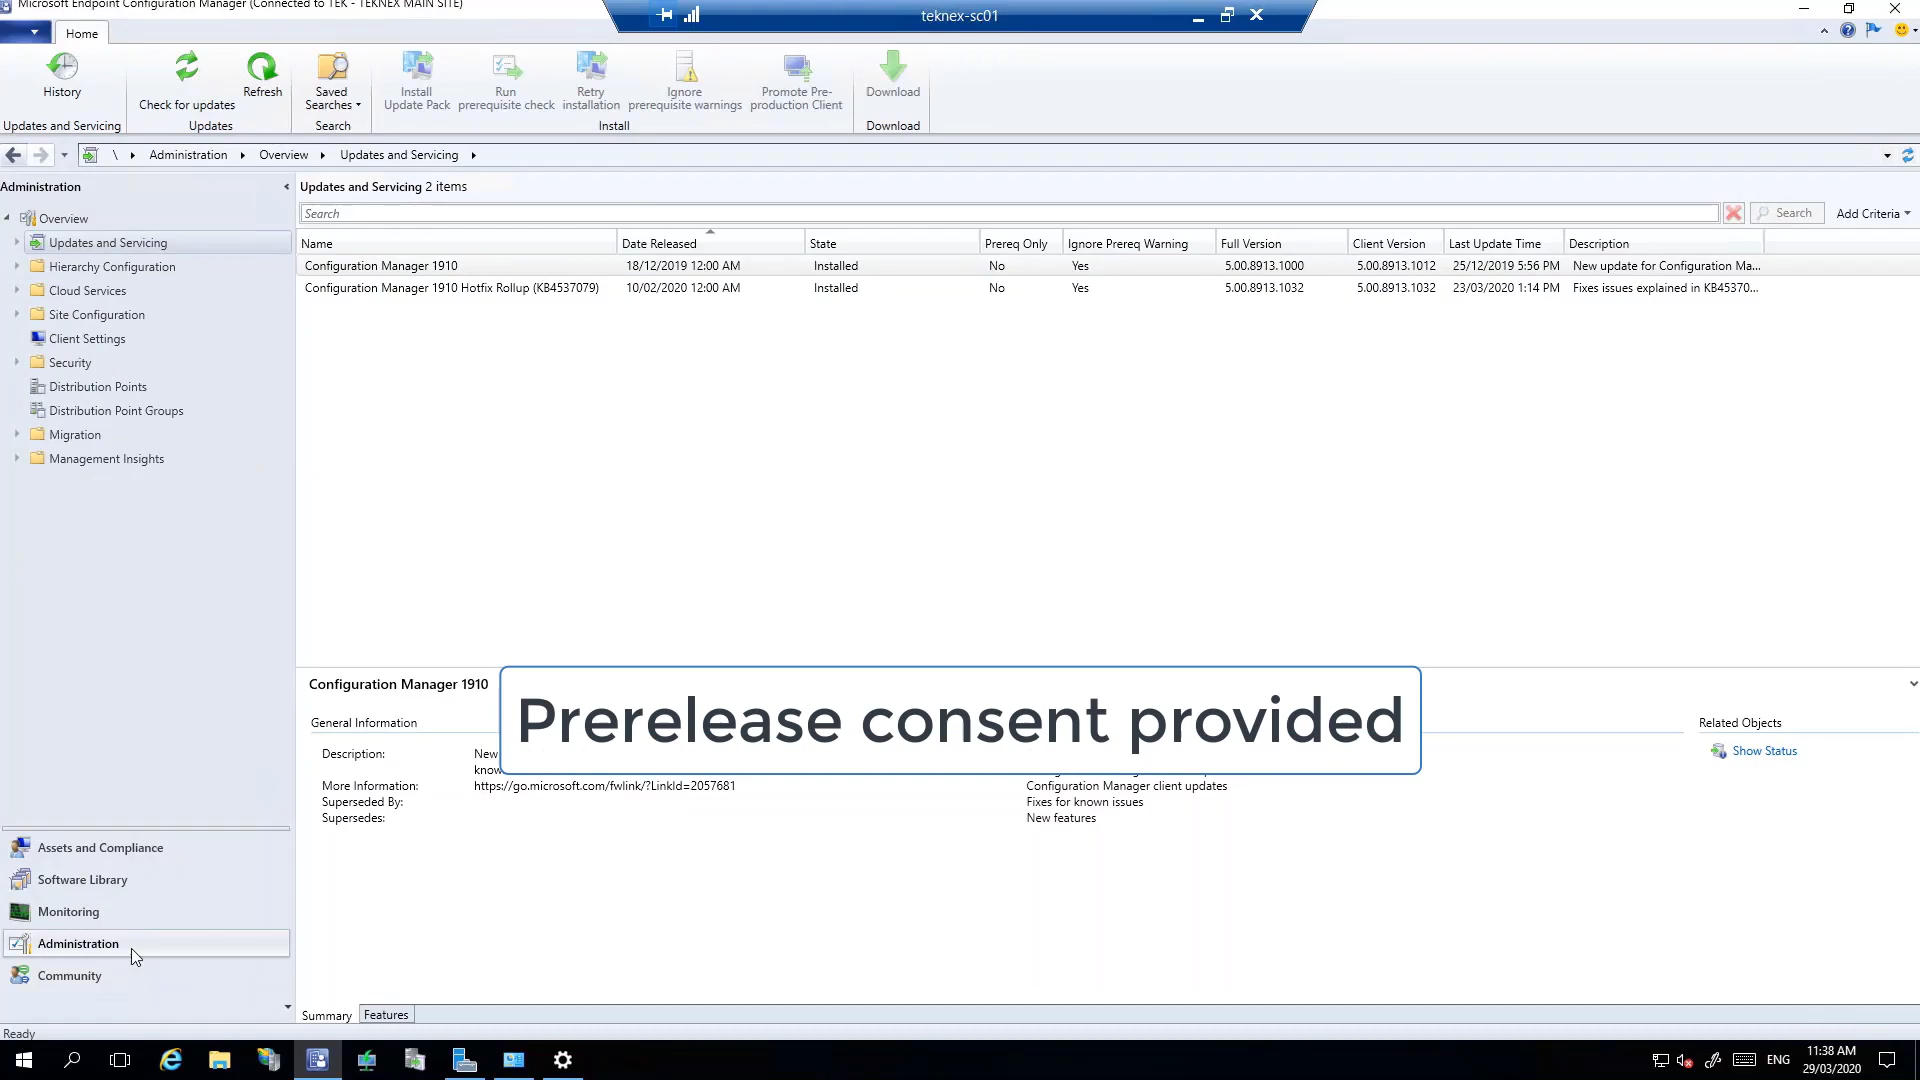 Microsoft Endpoint Configuration Manager (Connected to TEK - TEKNEX MAIN SITE)
teknex-sc01
Home
History
Check for updates
Refresh
Saved Searches
Install Update Pack
Run prerequisite check
Retry installation
Ignore prerequisite warnings
Promote Pre-production Client
Download
Updates and Servicing
Updates
Search
Install
Download
\ Administration Overview Updates and Servicing
Administration
Updates and Servicing 2 items
Search
Search
Add Criteria
Overview
Updates and Servicing
Hierarchy Configuration
Cloud Services
Site Configuration
Client Settings
Security
Distribution Points
Distribution Point Groups
Migration
Management Insights
Name Date Released State Prereq Only Ignore Prereq Warning Full Version Client Version Last Update Time Description
Configuration Manager 1910 18/12/2019 12:00 AM Installed No Yes 5.00.8913.1000 5.00.8913.1012 25/12/2019 5:56 PM New update for Configuration Ma...
Configuration Manager 1910 Hotfix Rollup (KB4537079) 10/02/2020 12:00 AM Installed No Yes 5.00.8913.1032 5.00.8913.1032 23/03/2020 1:14 PM Fixes issues explained in KB45370...
Configuration Manager 1910
Prerelease consent provided
General Information
Description: New
know
More Information: https://go.microsoft.com/fwlink/?LinkId=2057681
Superseded By:
Supersedes:
Configuration Manager client updates
Fixes for known issues
New features
Related Objects
Show Status
Assets and Compliance
Software Library
Monitoring
Administration
Community
Summary Features
Ready
ENG
11:38 AM
29/03/2020